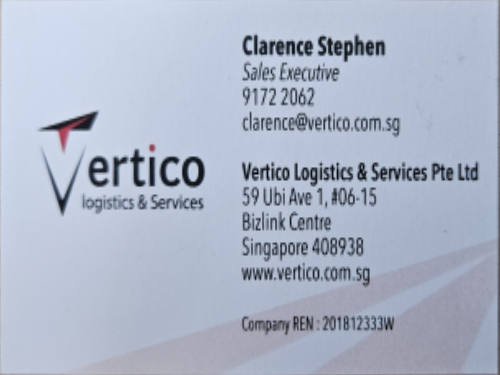 Clarence Stephen
Sales Executive
9172 2062
clarence@vertico.com.sg
Vertico
logistics & Services
Vertico Logistics & Services Pte Ltd
59 Ubi Ave 1, #06-15
Bizlink Centre
Singapore 408938
www.vertico.com.sg
Company REN : 201812333W